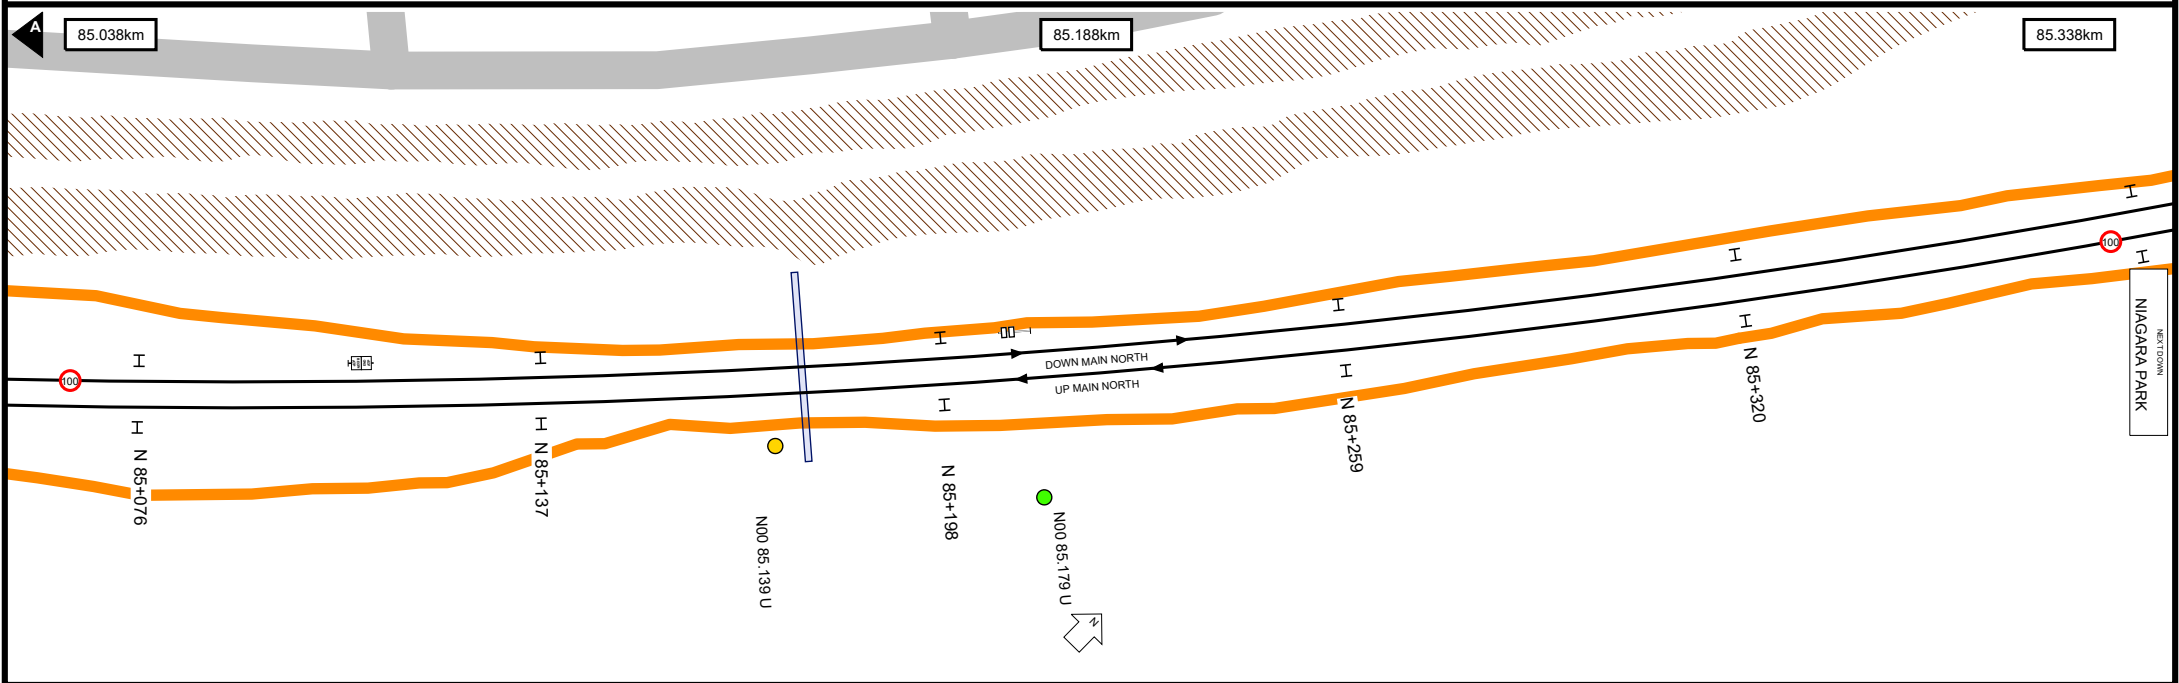 A
85.038km
85.188km
85.338km
100
100
DOWN MAIN NORTH
UP MAIN NORTH
NEXT DOWN
NIAGARA PARK
N 85+076
N 85+137
N 85+198
N 85+259
N 85+320
N00 85.139 U
N00 85.179 U
N